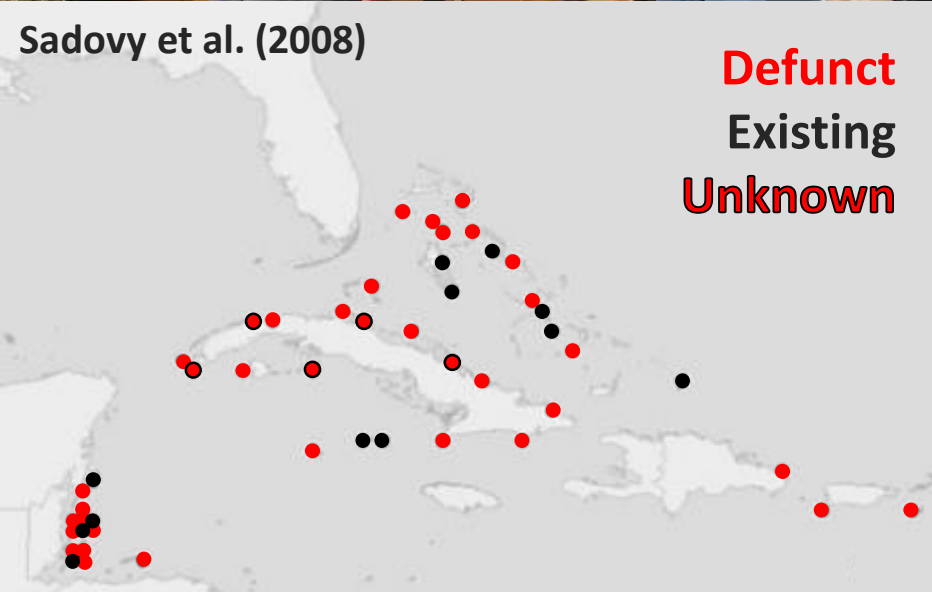 Sadovy et al. (2008)
Defunct
Existing
Unknown